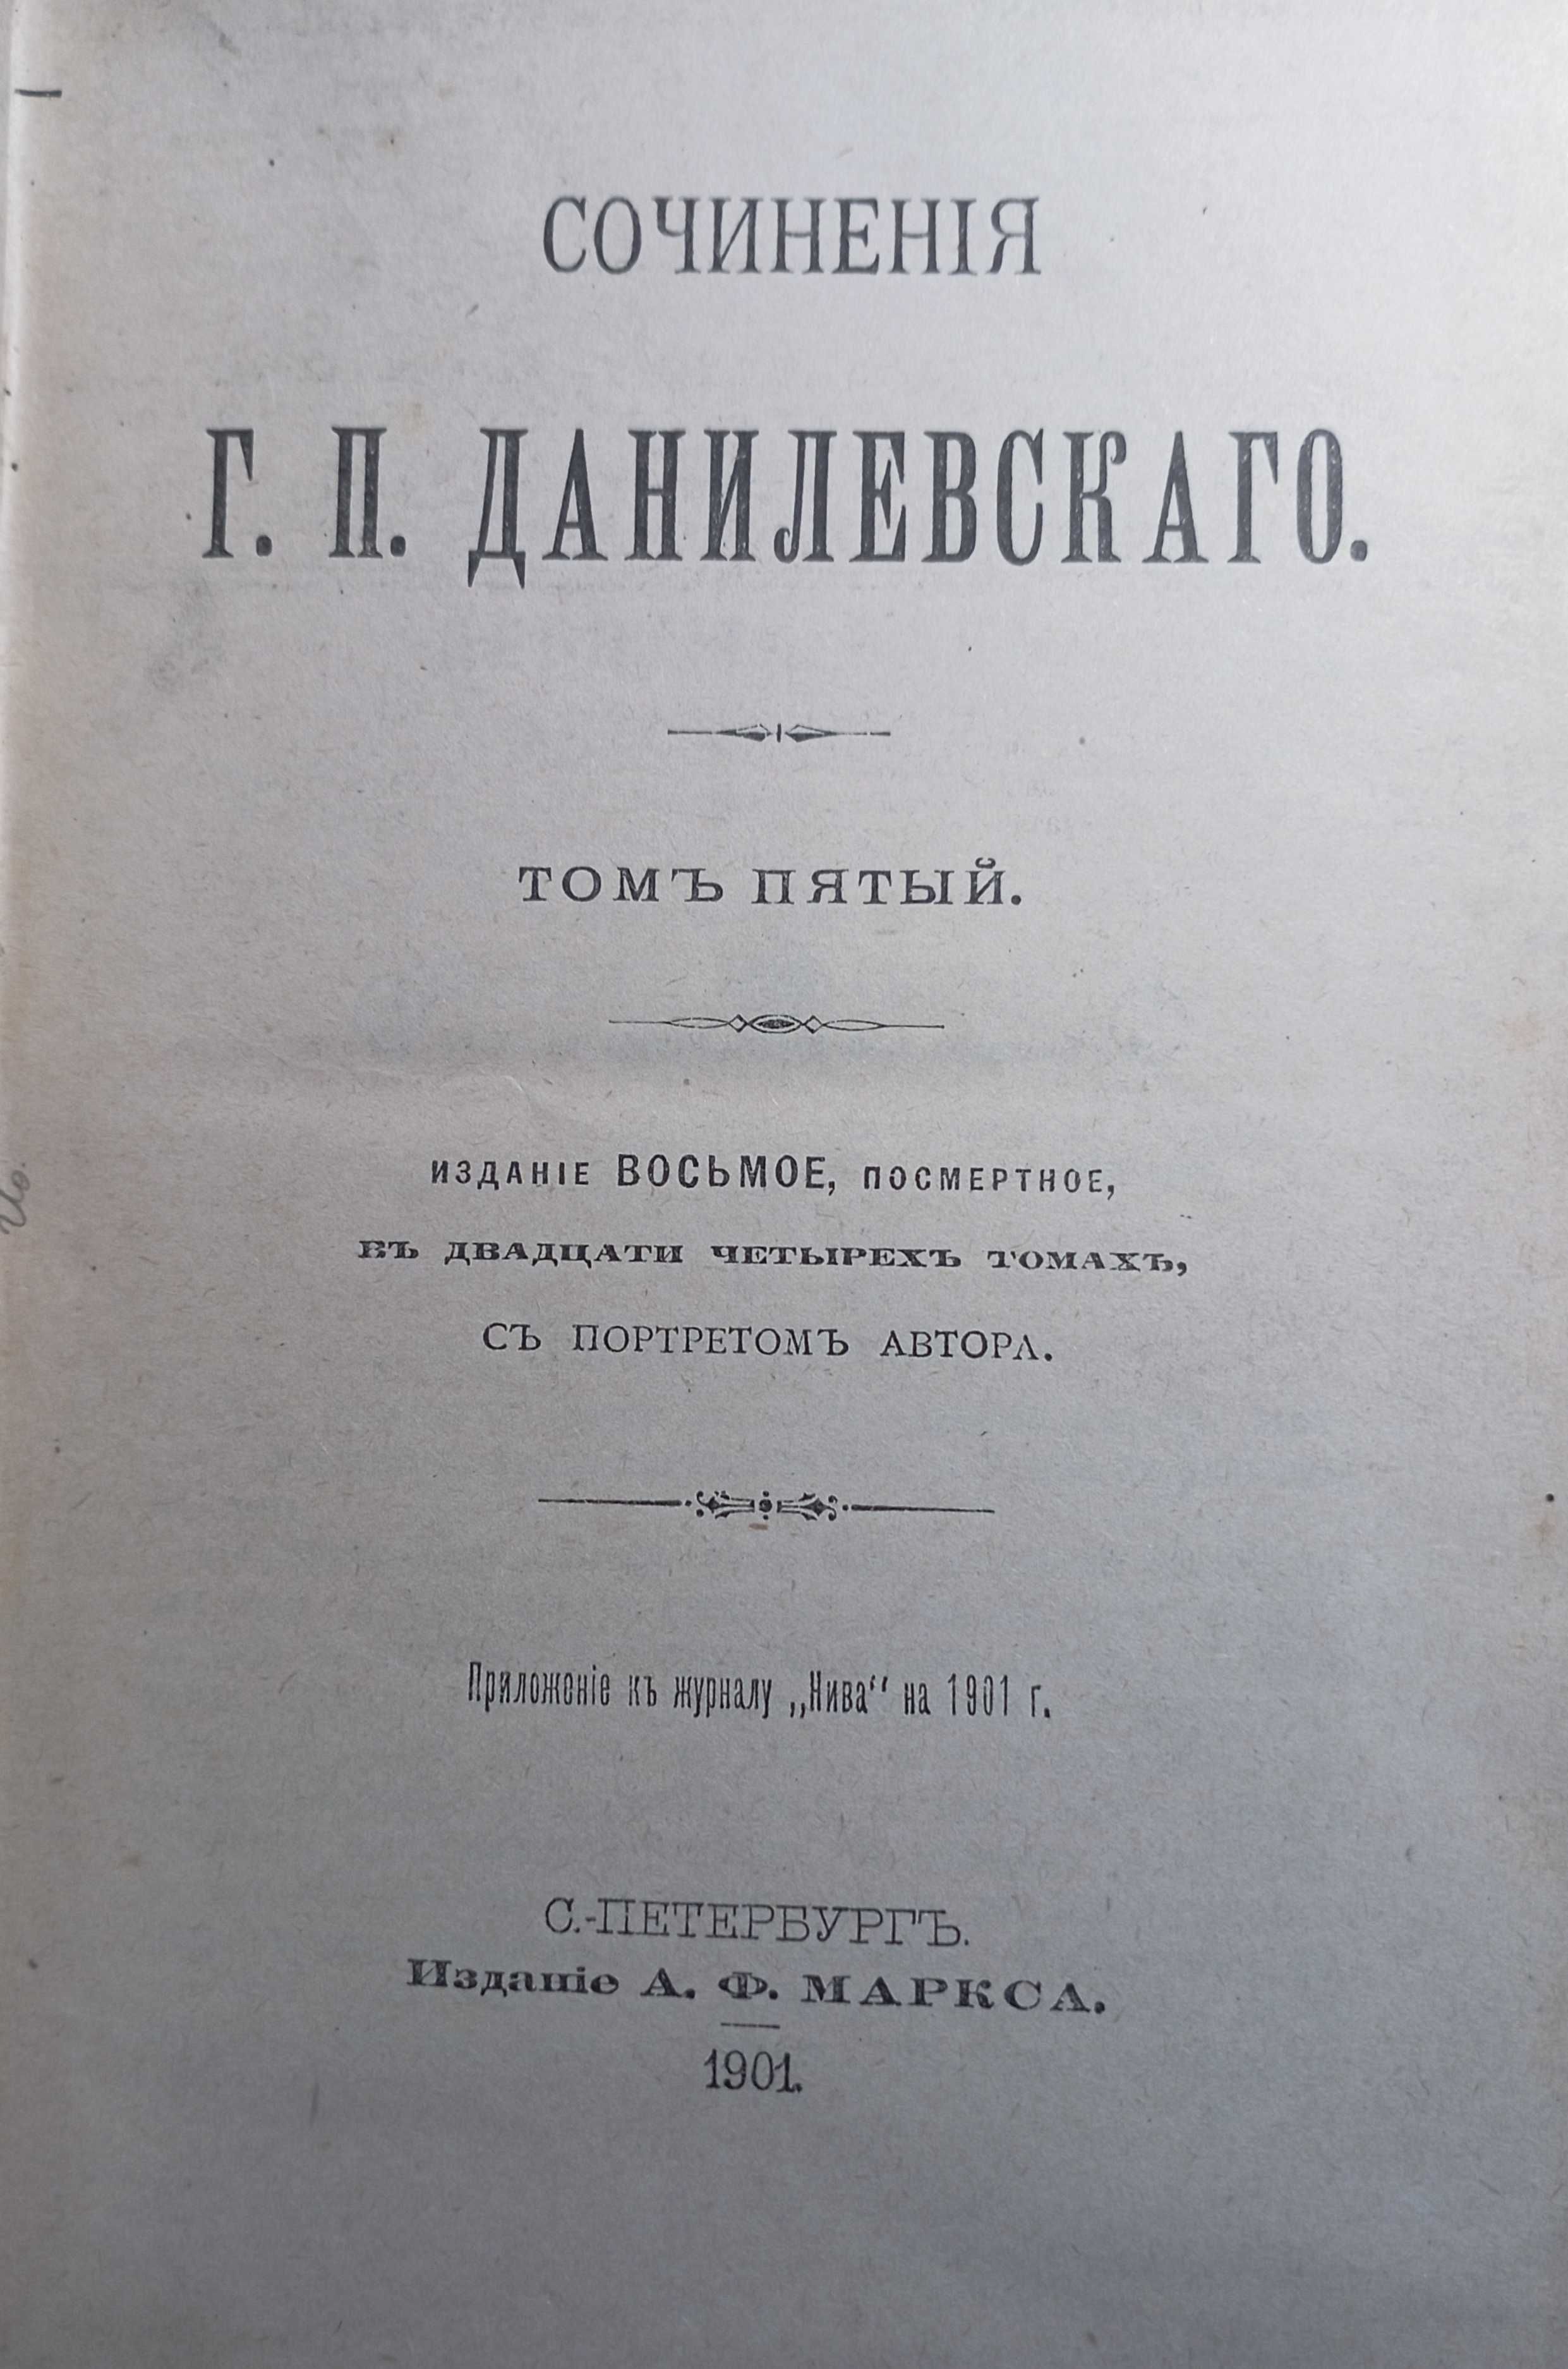 СОЧИНЕНІЯ
Г. П. ДАНИЛЕВСКАГО.
ТОМЪ ПЯТЫЙ.
ИЗДАНІЕ ВОСЬМОЕ, ПОСМЕРТНОЕ,
ВЪ ДВАДЦАТИ ЧЕТЫРЕХЪ ТОМАХЪ,
СЪ ПОРТРЕТОМЪ АВТОРА.
Приложеніе къ журналу „Нива“ на 1901 г.
С.-ПЕТЕРБУРГЪ.
Изданіе А. Ф. МАРКСА.
1901.